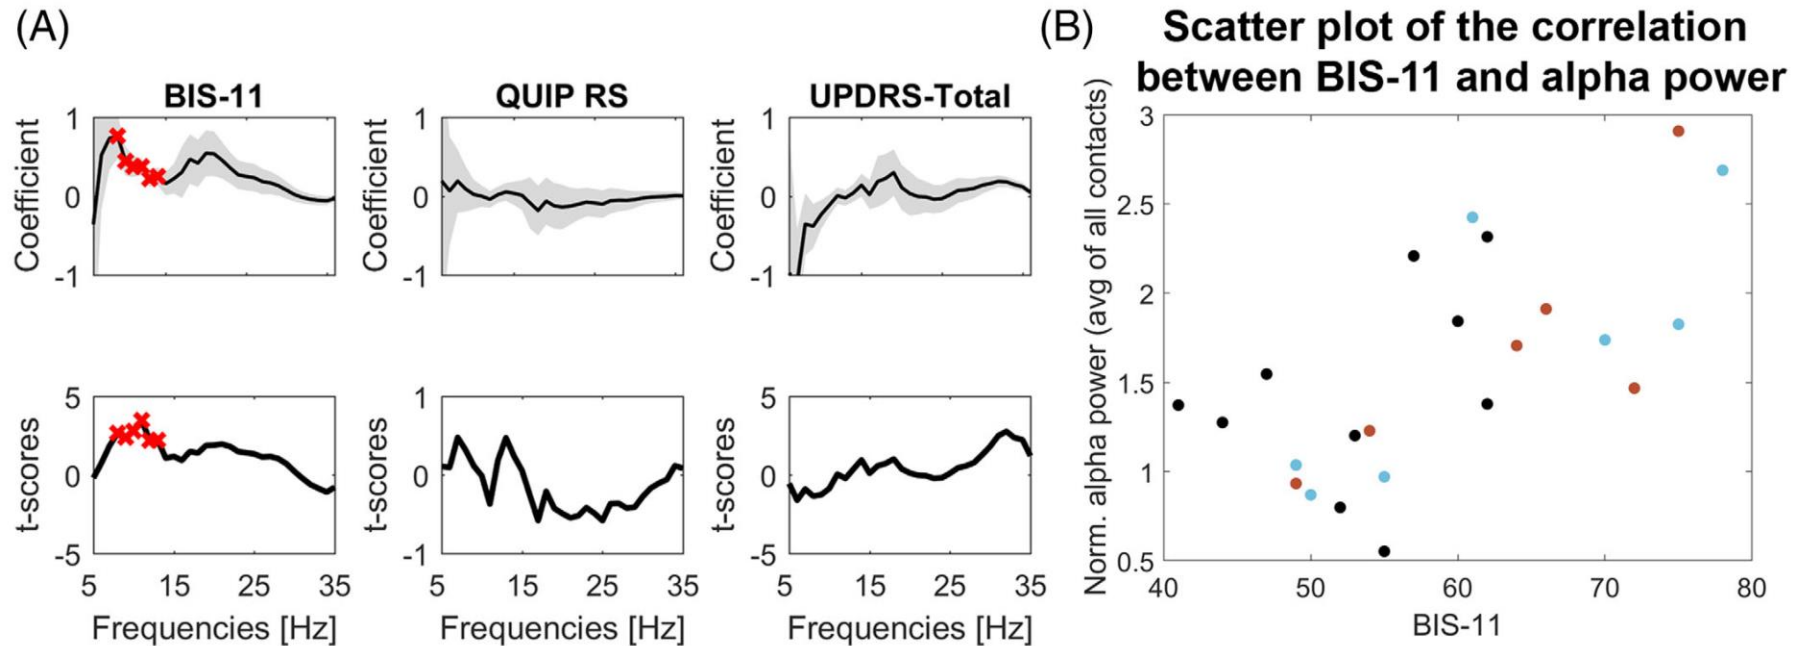 (A)
BIS-11
QUIP RS
UPDRS-Total
Coefficient
1
0
-1
Coefficient
1
0
-1
Coefficient
1
0
-1
t-scores
5
0
-5
t-scores
1
0
-1
t-scores
5
0
-5
5 15 25 35
5 15 25 35
5 15 25 35
Frequencies [Hz]
Frequencies [Hz]
Frequencies [Hz]
(B)
Scatter plot of the correlation
between BIS-11 and alpha power
Norm. alpha power (avg of all contacts)
3
2.5
2
1.5
1
0.5
40 50 60 70 80
BIS-11